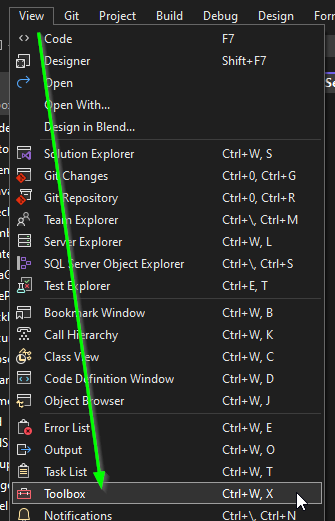 View Git Project Build Debug Design
Code F7
Designer Shift+F7
Open
Open With...
Design in Blend...
Solution Explorer Ctrl+W, S
Git Changes Ctrl+0, Ctrl+G
Git Repository Ctrl+0, Ctrl+R
Team Explorer Ctrl+\, Ctrl+M
Server Explorer Ctrl+W, L
SQL Server Object Explorer Ctrl+\, Ctrl+S
Test Explorer Ctrl+E, T
Bookmark Window Ctrl+W, B
Call Hierarchy Ctrl+W, K
Class View Ctrl+W, C
Code Definition Window Ctrl+W, D
Object Browser Ctrl+W, J
Error List Ctrl+W, E
Output Ctrl+W, O
Task List Ctrl+W, T
Toolbox Ctrl+W, X
Notifications Ctrl+\, Ctrl+N